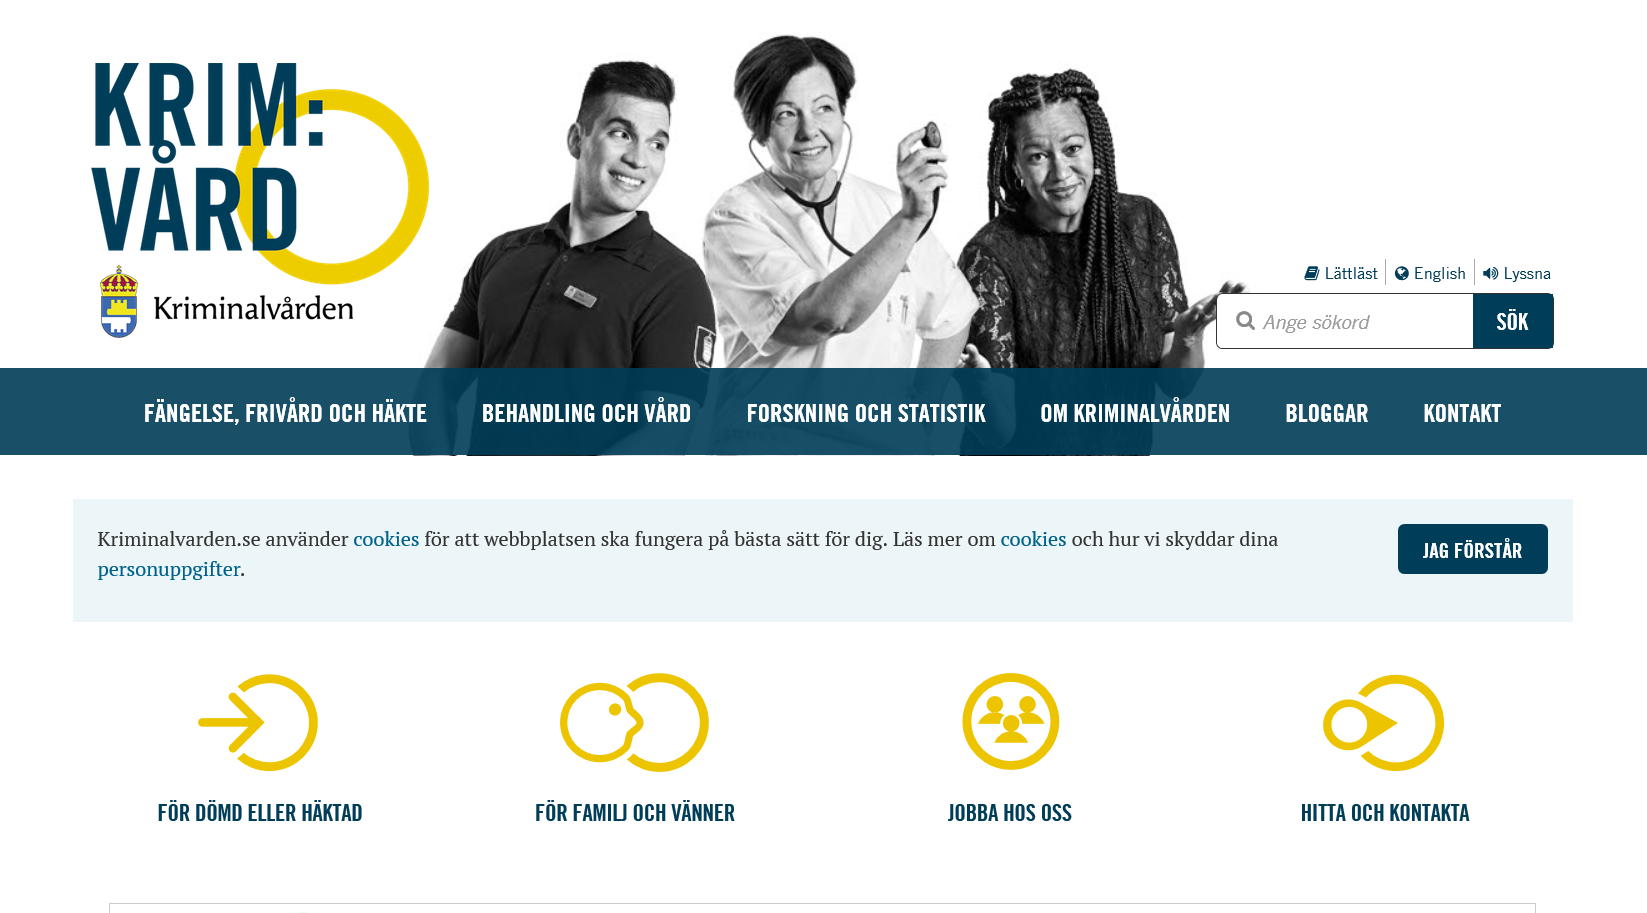 KRIM:
VÅRD
Kriminalvården
Lättläst
English
Lyssna
Ange sökord
SÖK
FÄNGELSE, FRIVÅRD OCH HÄKTE
BEHANDLING OCH VÅRD
FORSKNING OCH STATISTIK
OM KRIMINALVÅRDEN
BLOGGAR
KONTAKT
Kriminalvarden.se använder cookies för att webbplatsen ska fungera på bästa sätt för dig. Läs mer om cookies och hur vi skyddar dina
personuppgifter.
JAG FÖRSTÅR
FÖR DÖMD ELLER HÄKTAD
FÖR FAMILJ OCH VÄNNER
JOBBA HOS OSS
HITTA OCH KONTAKTA